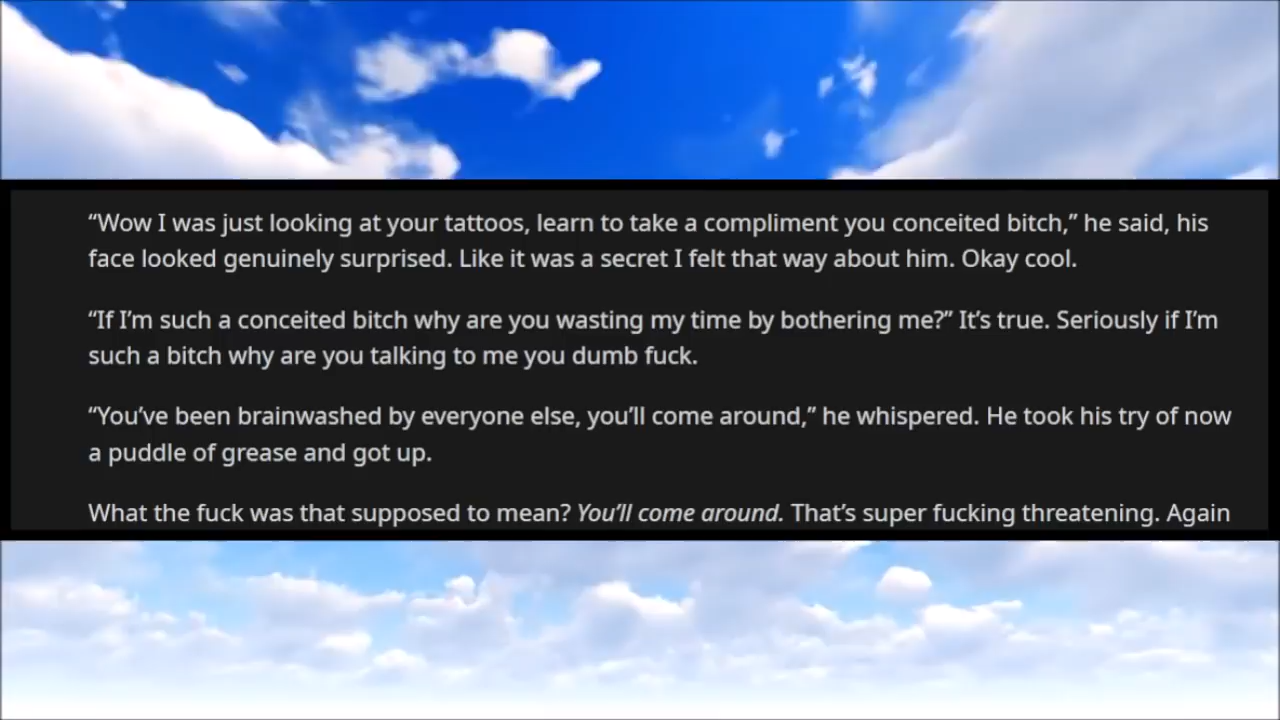 “Wow I was just looking at your tattoos, learn to take a compliment you conceited bitch,” he said, his
face looked genuinely surprised. Like it was a secret I felt that way about him. Okay cool.
“If I’m such a conceited bitch why are you wasting my time by bothering me?” It’s true. Seriously if I’m
such a bitch why are you talking to me you dumb fuck.
“You’ve been brainwashed by everyone else, you’ll come around,” he whispered. He took his try of now
a puddle of grease and got up.
What the fuck was that supposed to mean? You’ll come around. That’s super fucking threatening. Again